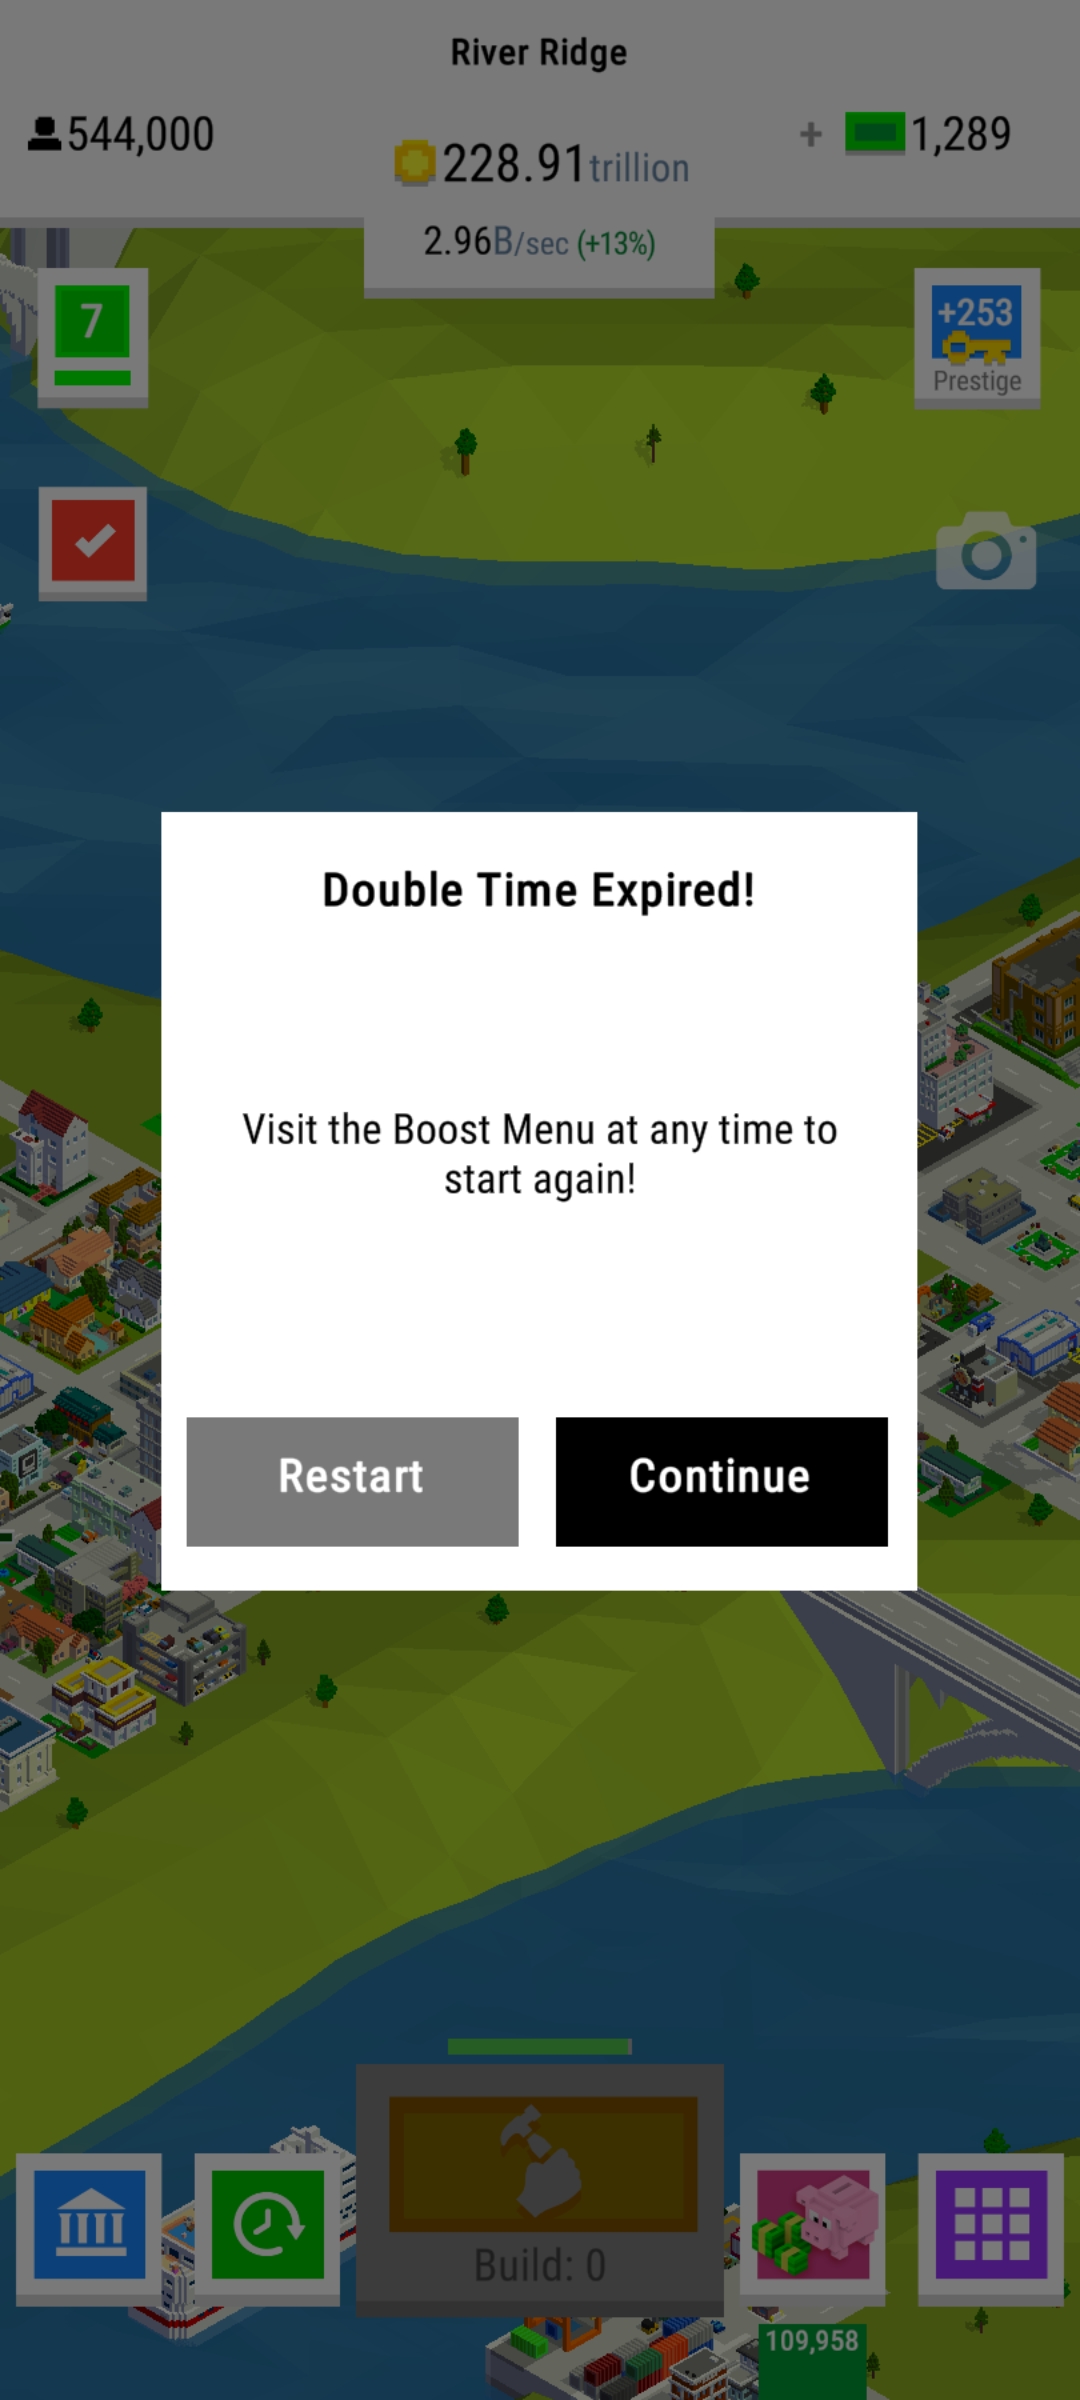 River Ridge
544,000
228.91trillion
+ 1,289
2.96B/sec (+13%)
7
+253
Prestige
Double Time Expired!
Visit the Boost Menu at any time to
start again!
Restart
Continue
Build: 0
109,958